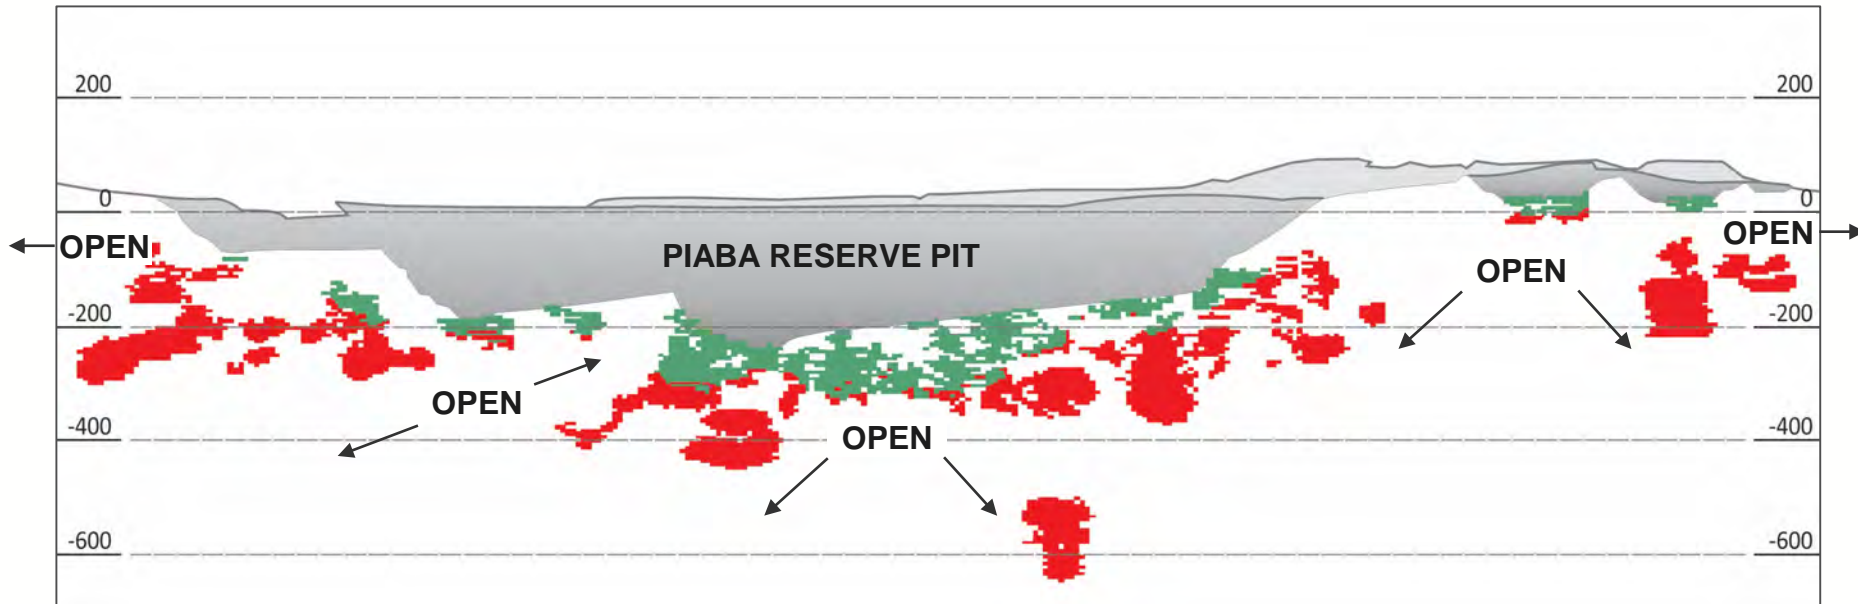 200 200
0 0
OPEN OPEN
PIABA RESERVE PIT
OPEN
-200 -200
OPEN
OPEN
-400 -400
-600 -600